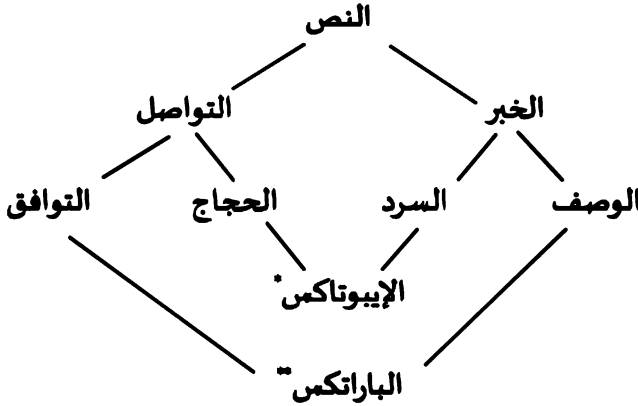 النص
الخبر التواصل
الوصف السرد الحجاج التوافق
الإيبوتاكس*
الباراتكس**